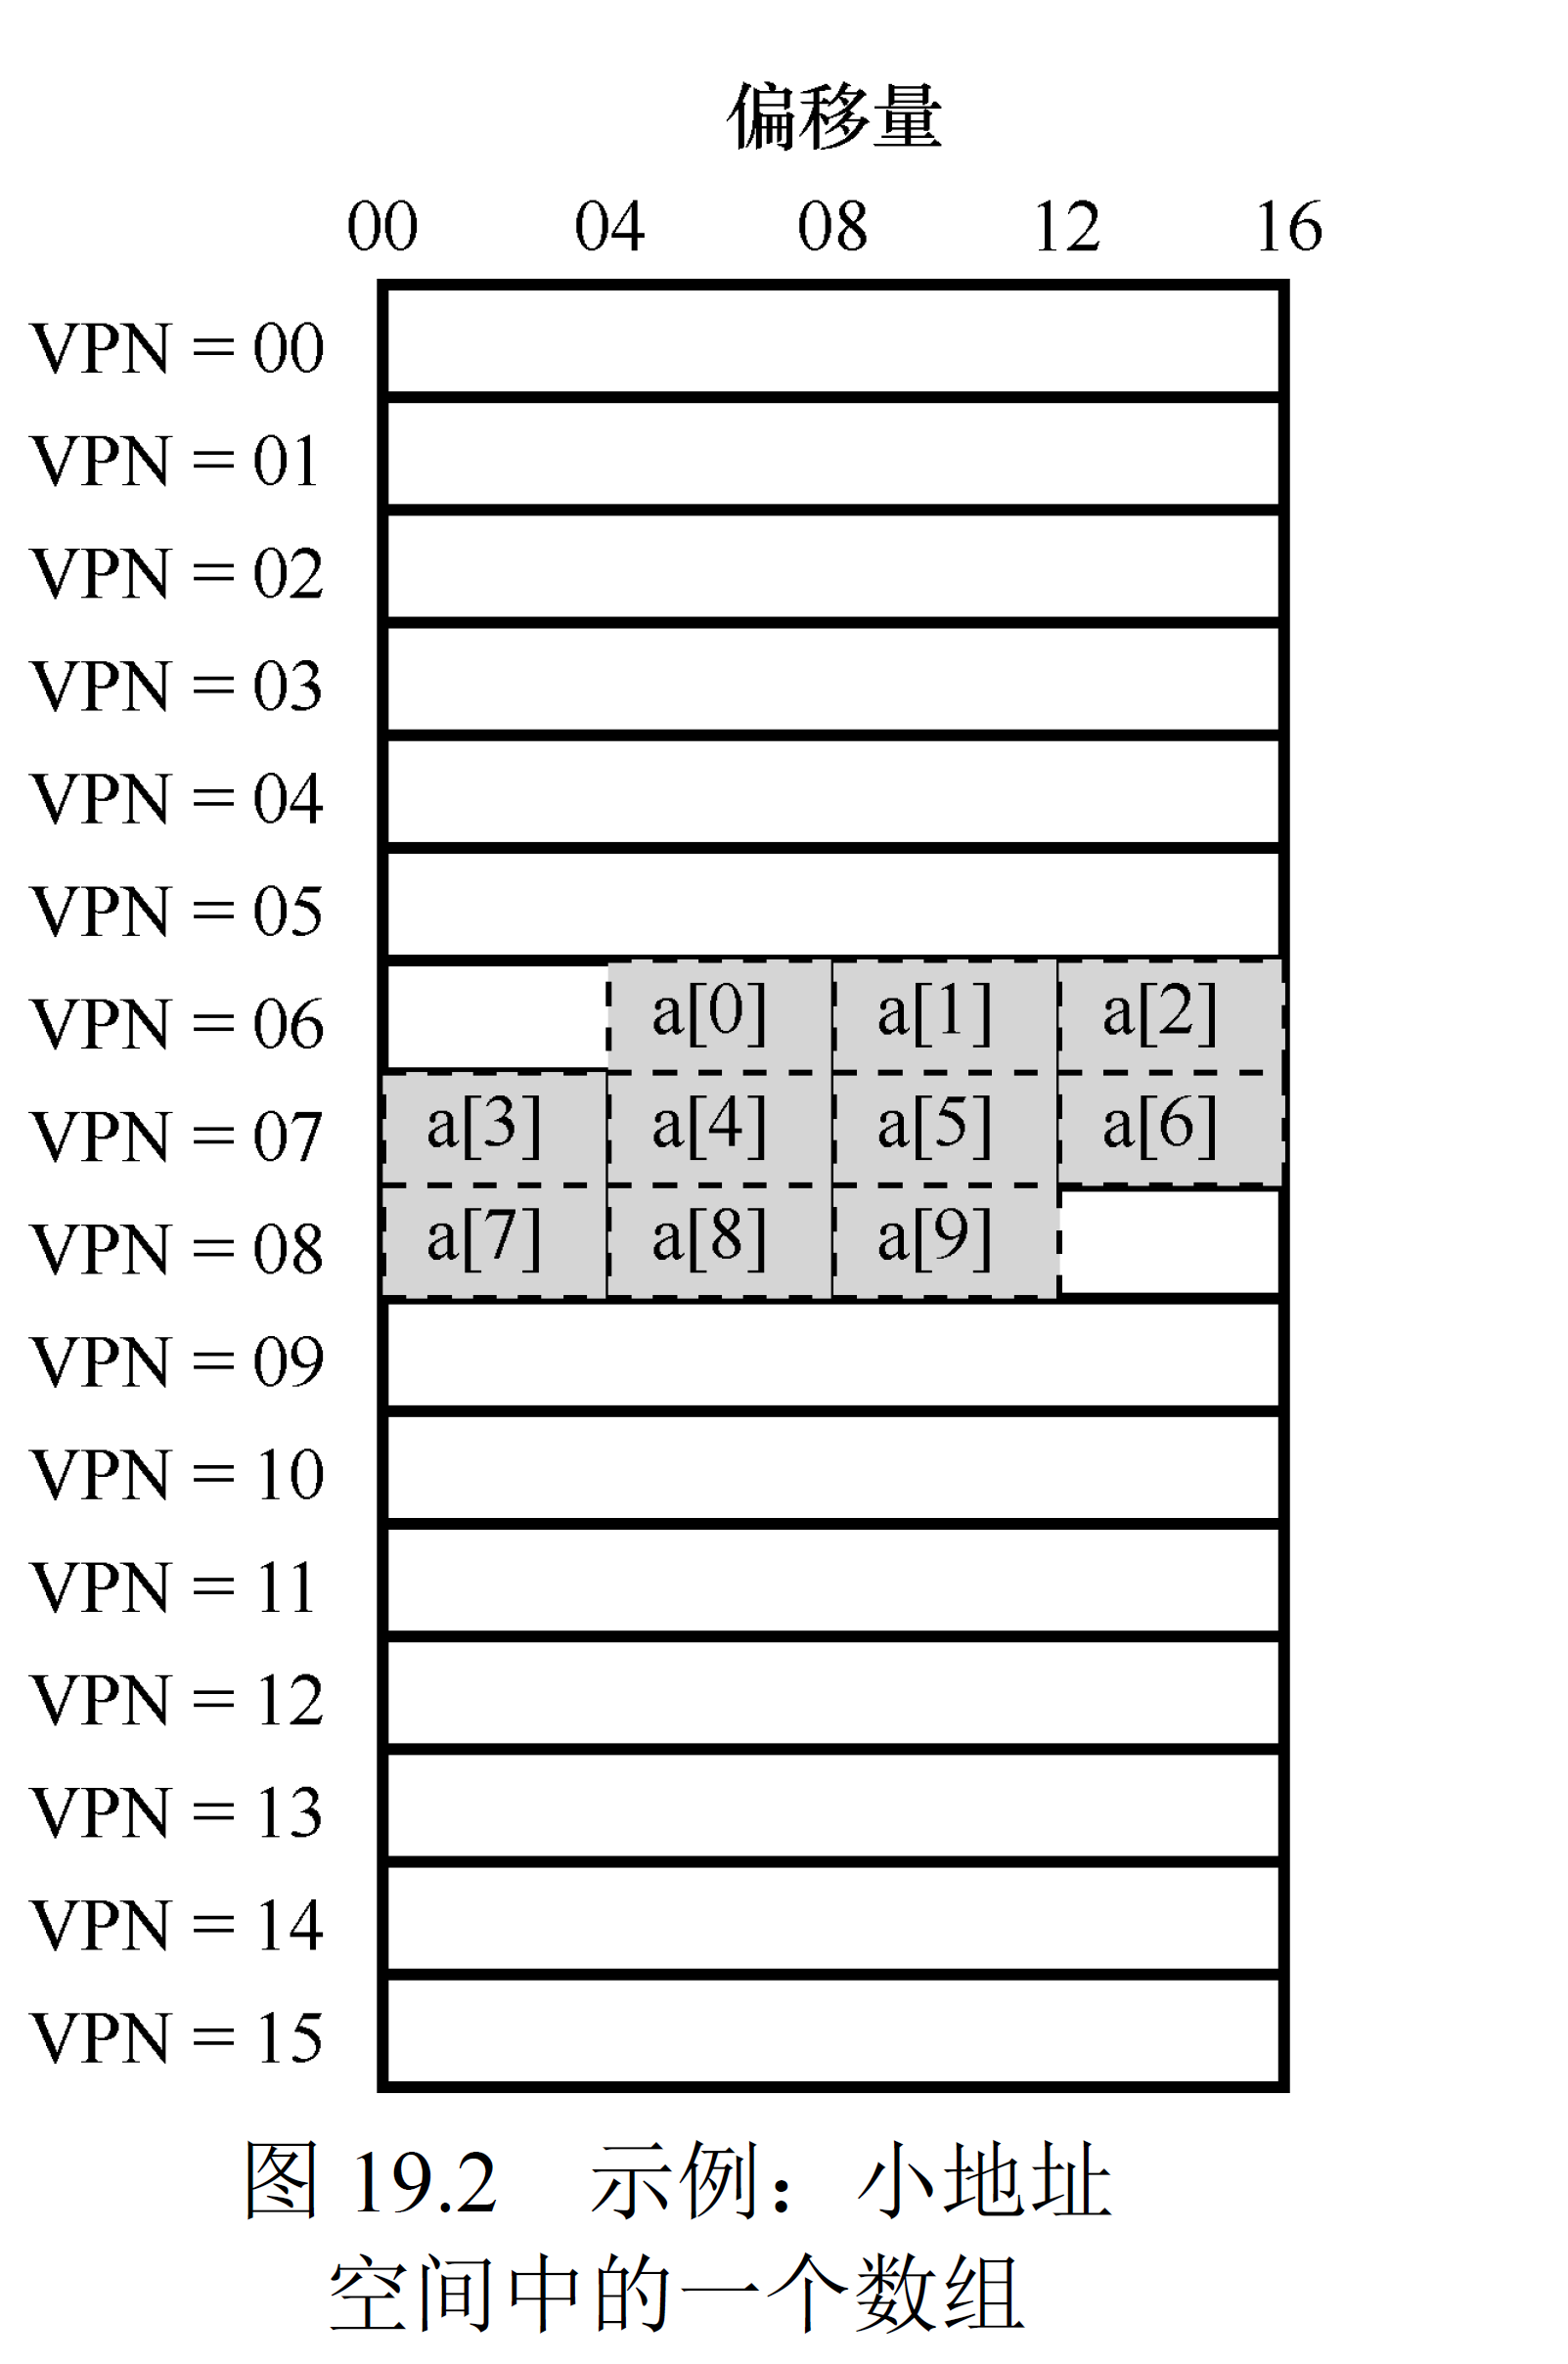 偏移量
00 04 08 12 16
VPN = 00
VPN = 01
VPN = 02
VPN = 03
VPN = 04
VPN = 05
VPN = 06 a[0] a[1] a[2]
VPN = 07 a[3] a[4] a[5] a[6]
VPN = 08 a[7] a[8] a[9]
VPN = 09
VPN = 10
VPN = 11
VPN = 12
VPN = 13
VPN = 14
VPN = 15
图 19.2 示例：小地址
空间中的一个数组